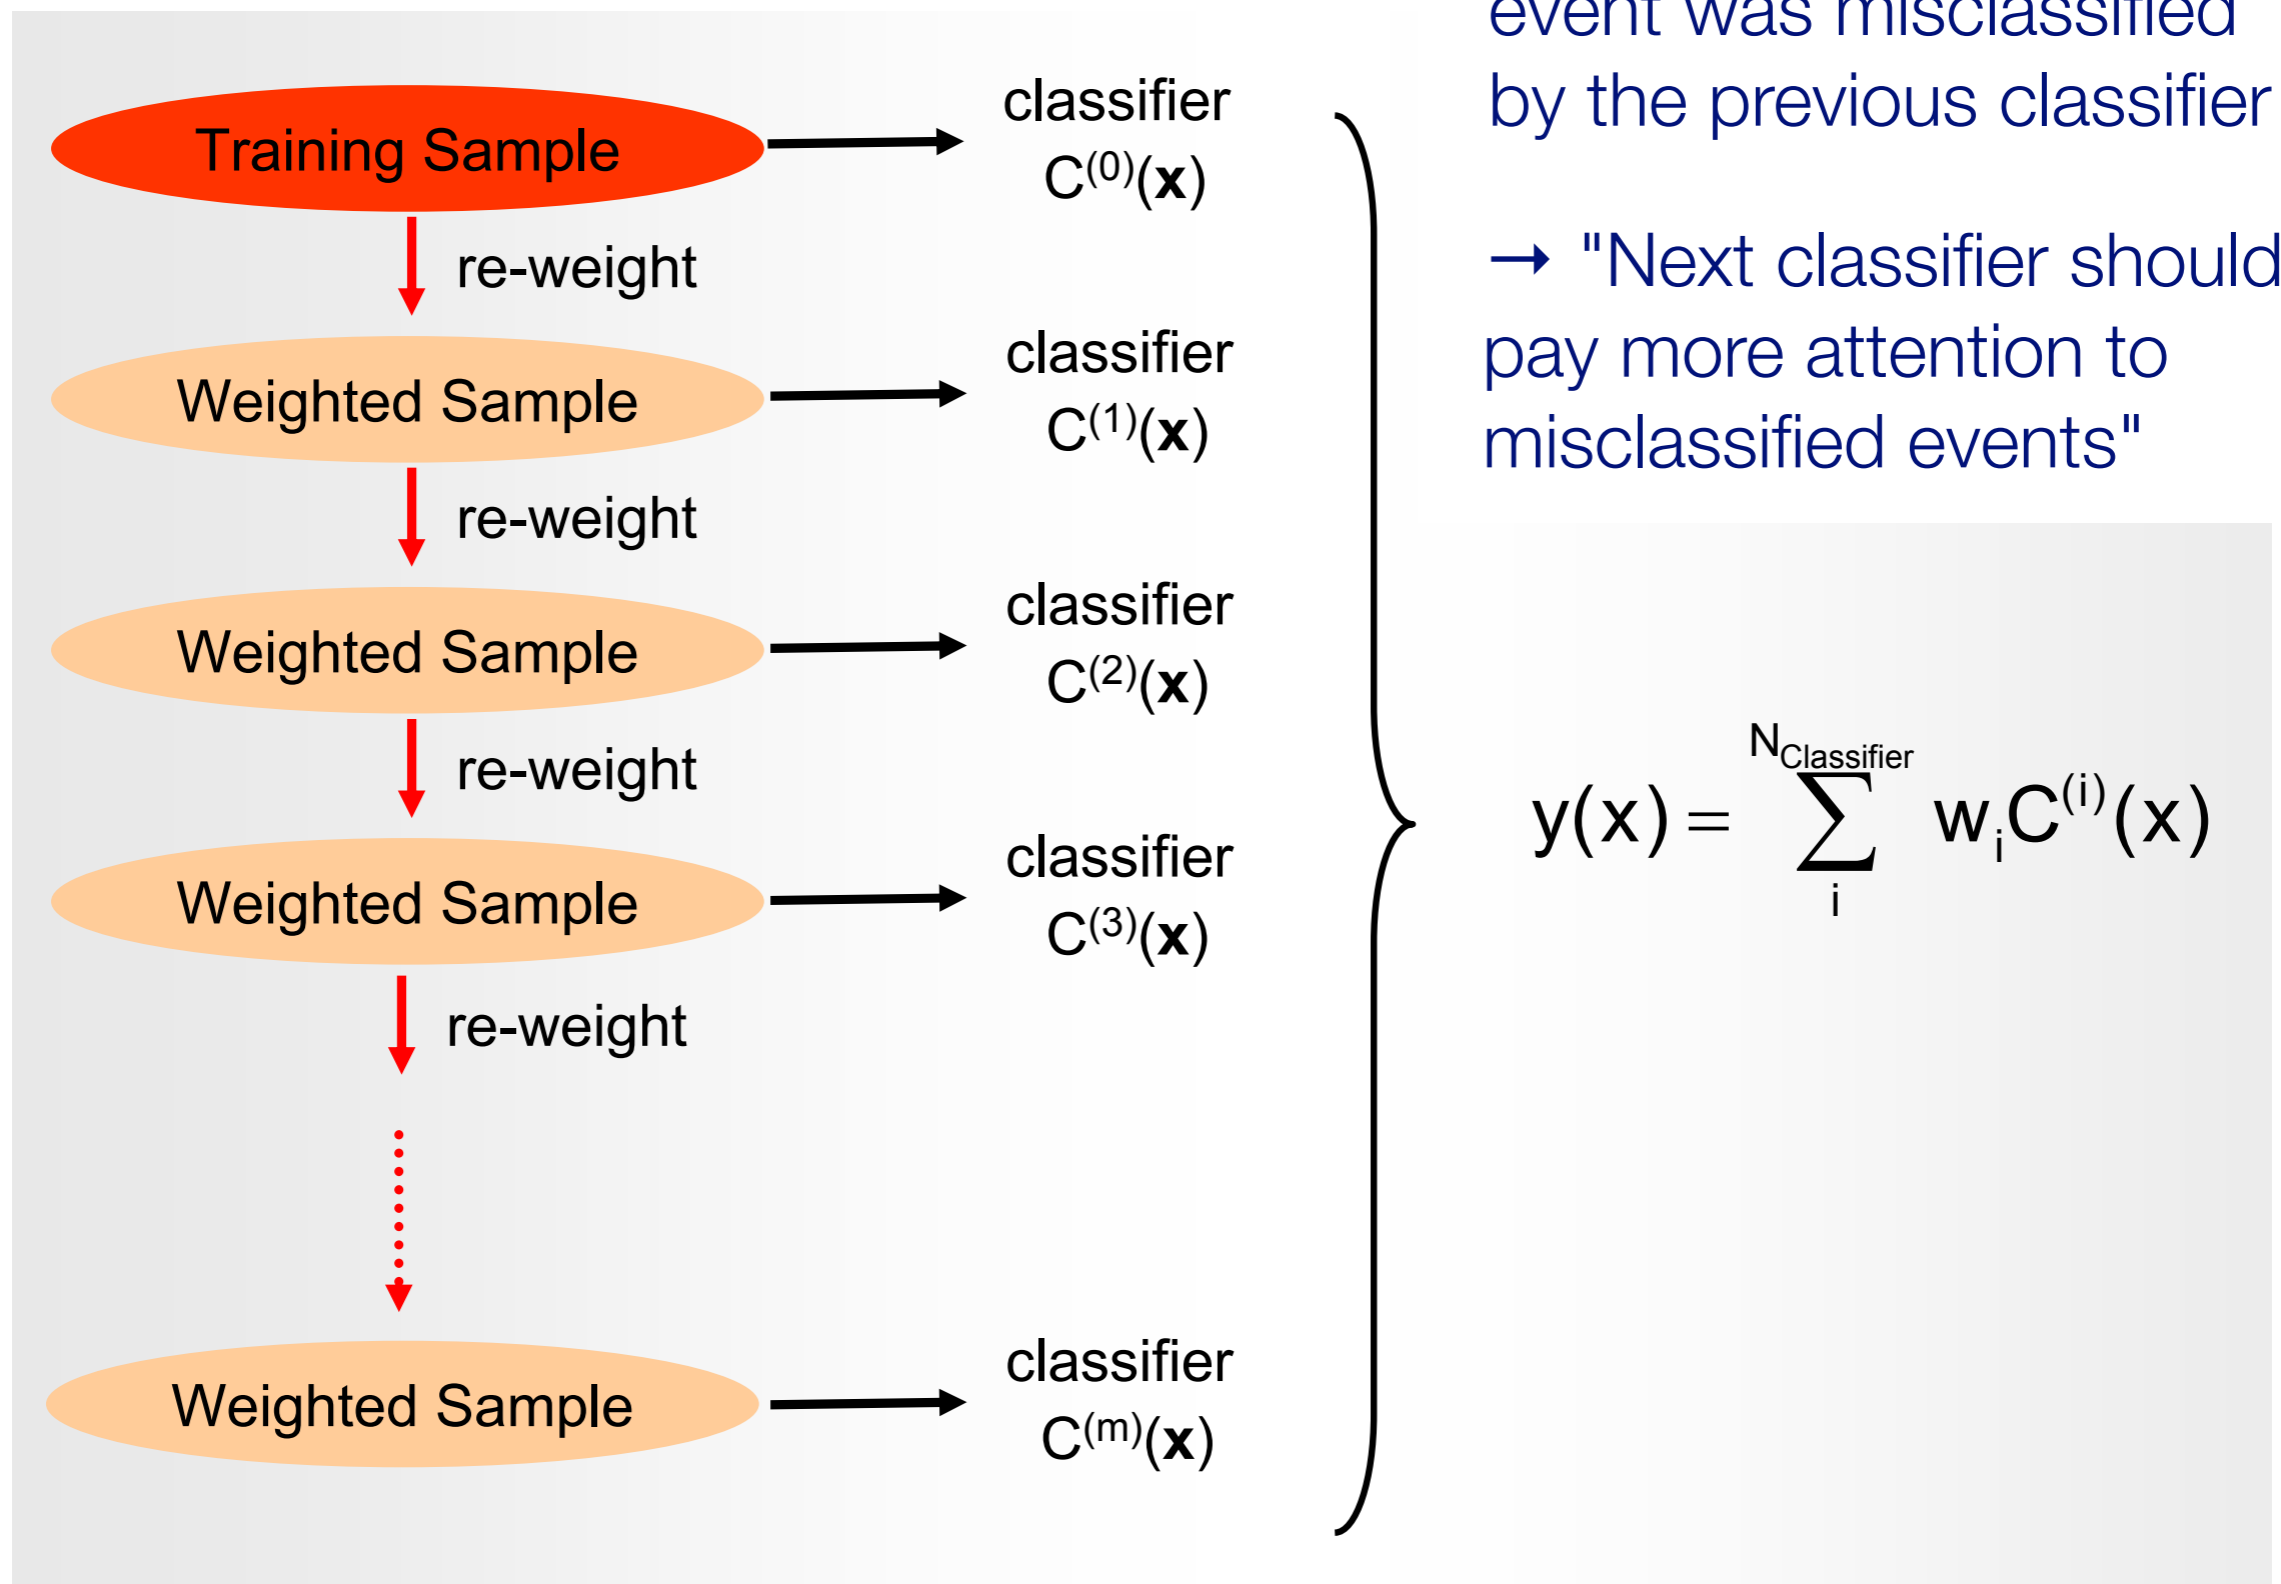 event was misclassified
by the previous classifier
→ "Next classifier should
pay more attention to
misclassified events"
Training Sample
classifier
C⁽⁰⁾(x)
re-weight
Weighted Sample
classifier
C⁽¹⁾(x)
re-weight
Weighted Sample
classifier
C⁽²⁾(x)
re-weight
Weighted Sample
classifier
C⁽³⁾(x)
re-weight
Weighted Sample
classifier
C⁽ᵐ⁾(x)
y(x) = ∑ᵢ^(N_Classifier) wᵢC⁽ⁱ⁾(x)